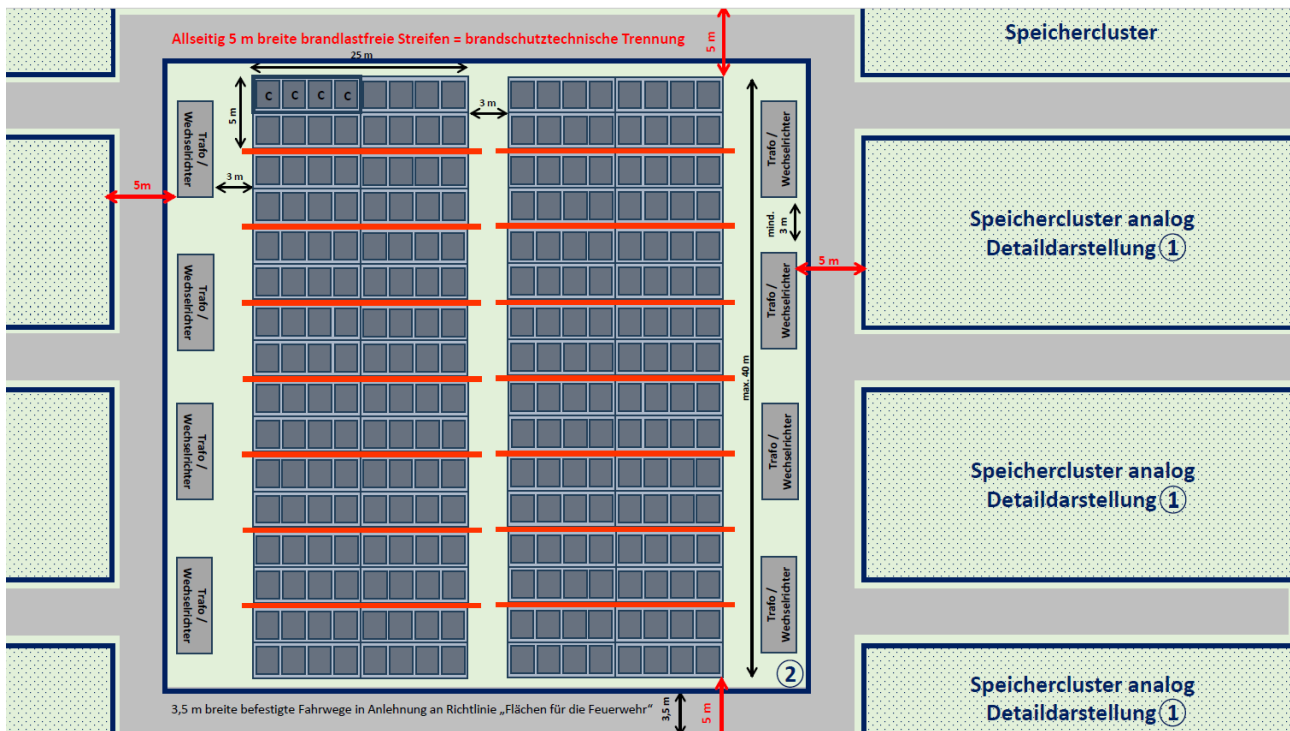 Allseitig 5 m breite brandlastfreie Streifen = brandschutztechnische Trennung
5 m
Speichercluster
25 m
C C C C
5 m
3 m
Trafo /
Wechselrichter
Trafo /
Wechselrichter
5m
3 m
mind.
3 m
Speichercluster analog
Detaildarstellung 1
Trafo /
Wechselrichter
Trafo /
Wechselrichter
5 m
max. 40 m
Trafo /
Wechselrichter
Trafo /
Wechselrichter
Speichercluster analog
Detaildarstellung 1
Trafo /
Wechselrichter
Trafo /
Wechselrichter
2
Speichercluster analog
Detaildarstellung 1
3,5 m breite befestigte Fahrwege in Anlehnung an Richtlinie „Flächen für die Feuerwehr“
3,5 m
5 m